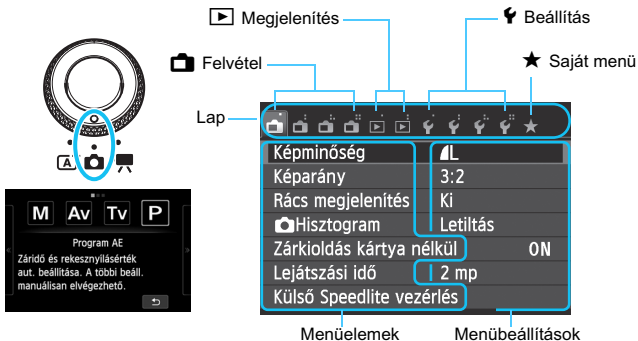 Megjelenítés
Beállítás
Felvétel
Saját menü
Lap
A
M Av Tv P
Program AE
Záridő és rekesznyílásérték
aut. beállítása. A többi beáll.
manuálisan elvégezhető.
Képminőség L
Képarány 3:2
Rács megjelenítés Ki
Hisztogram Letiltás
Zárkioldás kártya nélkül ON
Lejátszási idő 2 mp
Külső Speedlite vezérlés
Menüelemek
Menübeállítások